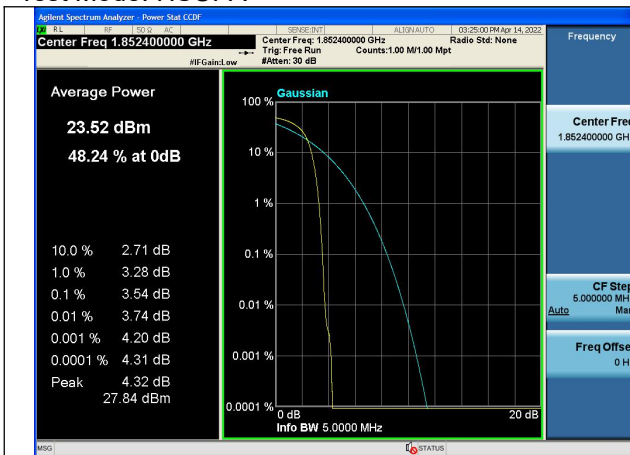 Agilent Spectrum Analyzer - Power Stat CCDF
RL RF 50 Ω AC SENSE:INT ALIGNAUTO 03:25:00 PM Apr 14, 2022
Center Freq 1.852400000 GHz
Center Freq: 1.852400000 GHz
Radio Std: None
Trig: Free Run
Counts:1.00 M/1.00 Mpt
#IFGain:Low
#Atten: 30 dB
Frequency
Average Power
23.52 dBm
48.24 % at 0dB
10.0 % 2.71 dB
1.0 % 3.28 dB
0.1 % 3.54 dB
0.01 % 3.74 dB
0.001 % 4.20 dB
0.0001 % 4.31 dB
Peak 4.32 dB
27.84 dBm
Gaussian
100 %
10 %
1 %
0.1 %
0.01 %
0.001 %
0.0001 %
0 dB
20 dB
Info BW 5.0000 MHz
Center Fre
1.852400000 GH
CF Step
5.000000 MH
Auto Ma
Freq Offse
0 H
MSG
STATUS